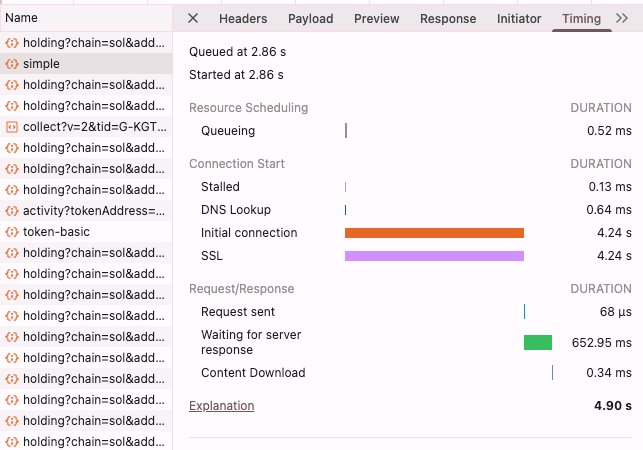 Name
holding?chain=sol&add...
simple
holding?chain=sol&add...
holding?chain=sol&add...
collect?v=2&tid=G-KGT...
holding?chain=sol&add...
holding?chain=sol&add...
holding?chain=sol&add...
activity?tokenAddress=...
token-basic
holding?chain=sol&add...
holding?chain=sol&add...
holding?chain=sol&add...
holding?chain=sol&add...
holding?chain=sol&add...
holding?chain=sol&add...
holding?chain=sol&add...
holding?chain=sol&add...
holding?chain=sol&add...
holding?chain=sol&add...
Headers Payload Preview Response Initiator Timing
Queued at 2.86 s
Started at 2.86 s
Resource Scheduling DURATION
Queueing 0.52 ms
Connection Start DURATION
Stalled 0.13 ms
DNS Lookup 0.64 ms
Initial connection 4.24 s
SSL 4.24 s
Request/Response DURATION
Request sent 68 μs
Waiting for server
response 652.95 ms
Content Download 0.34 ms
Explanation 4.90 s